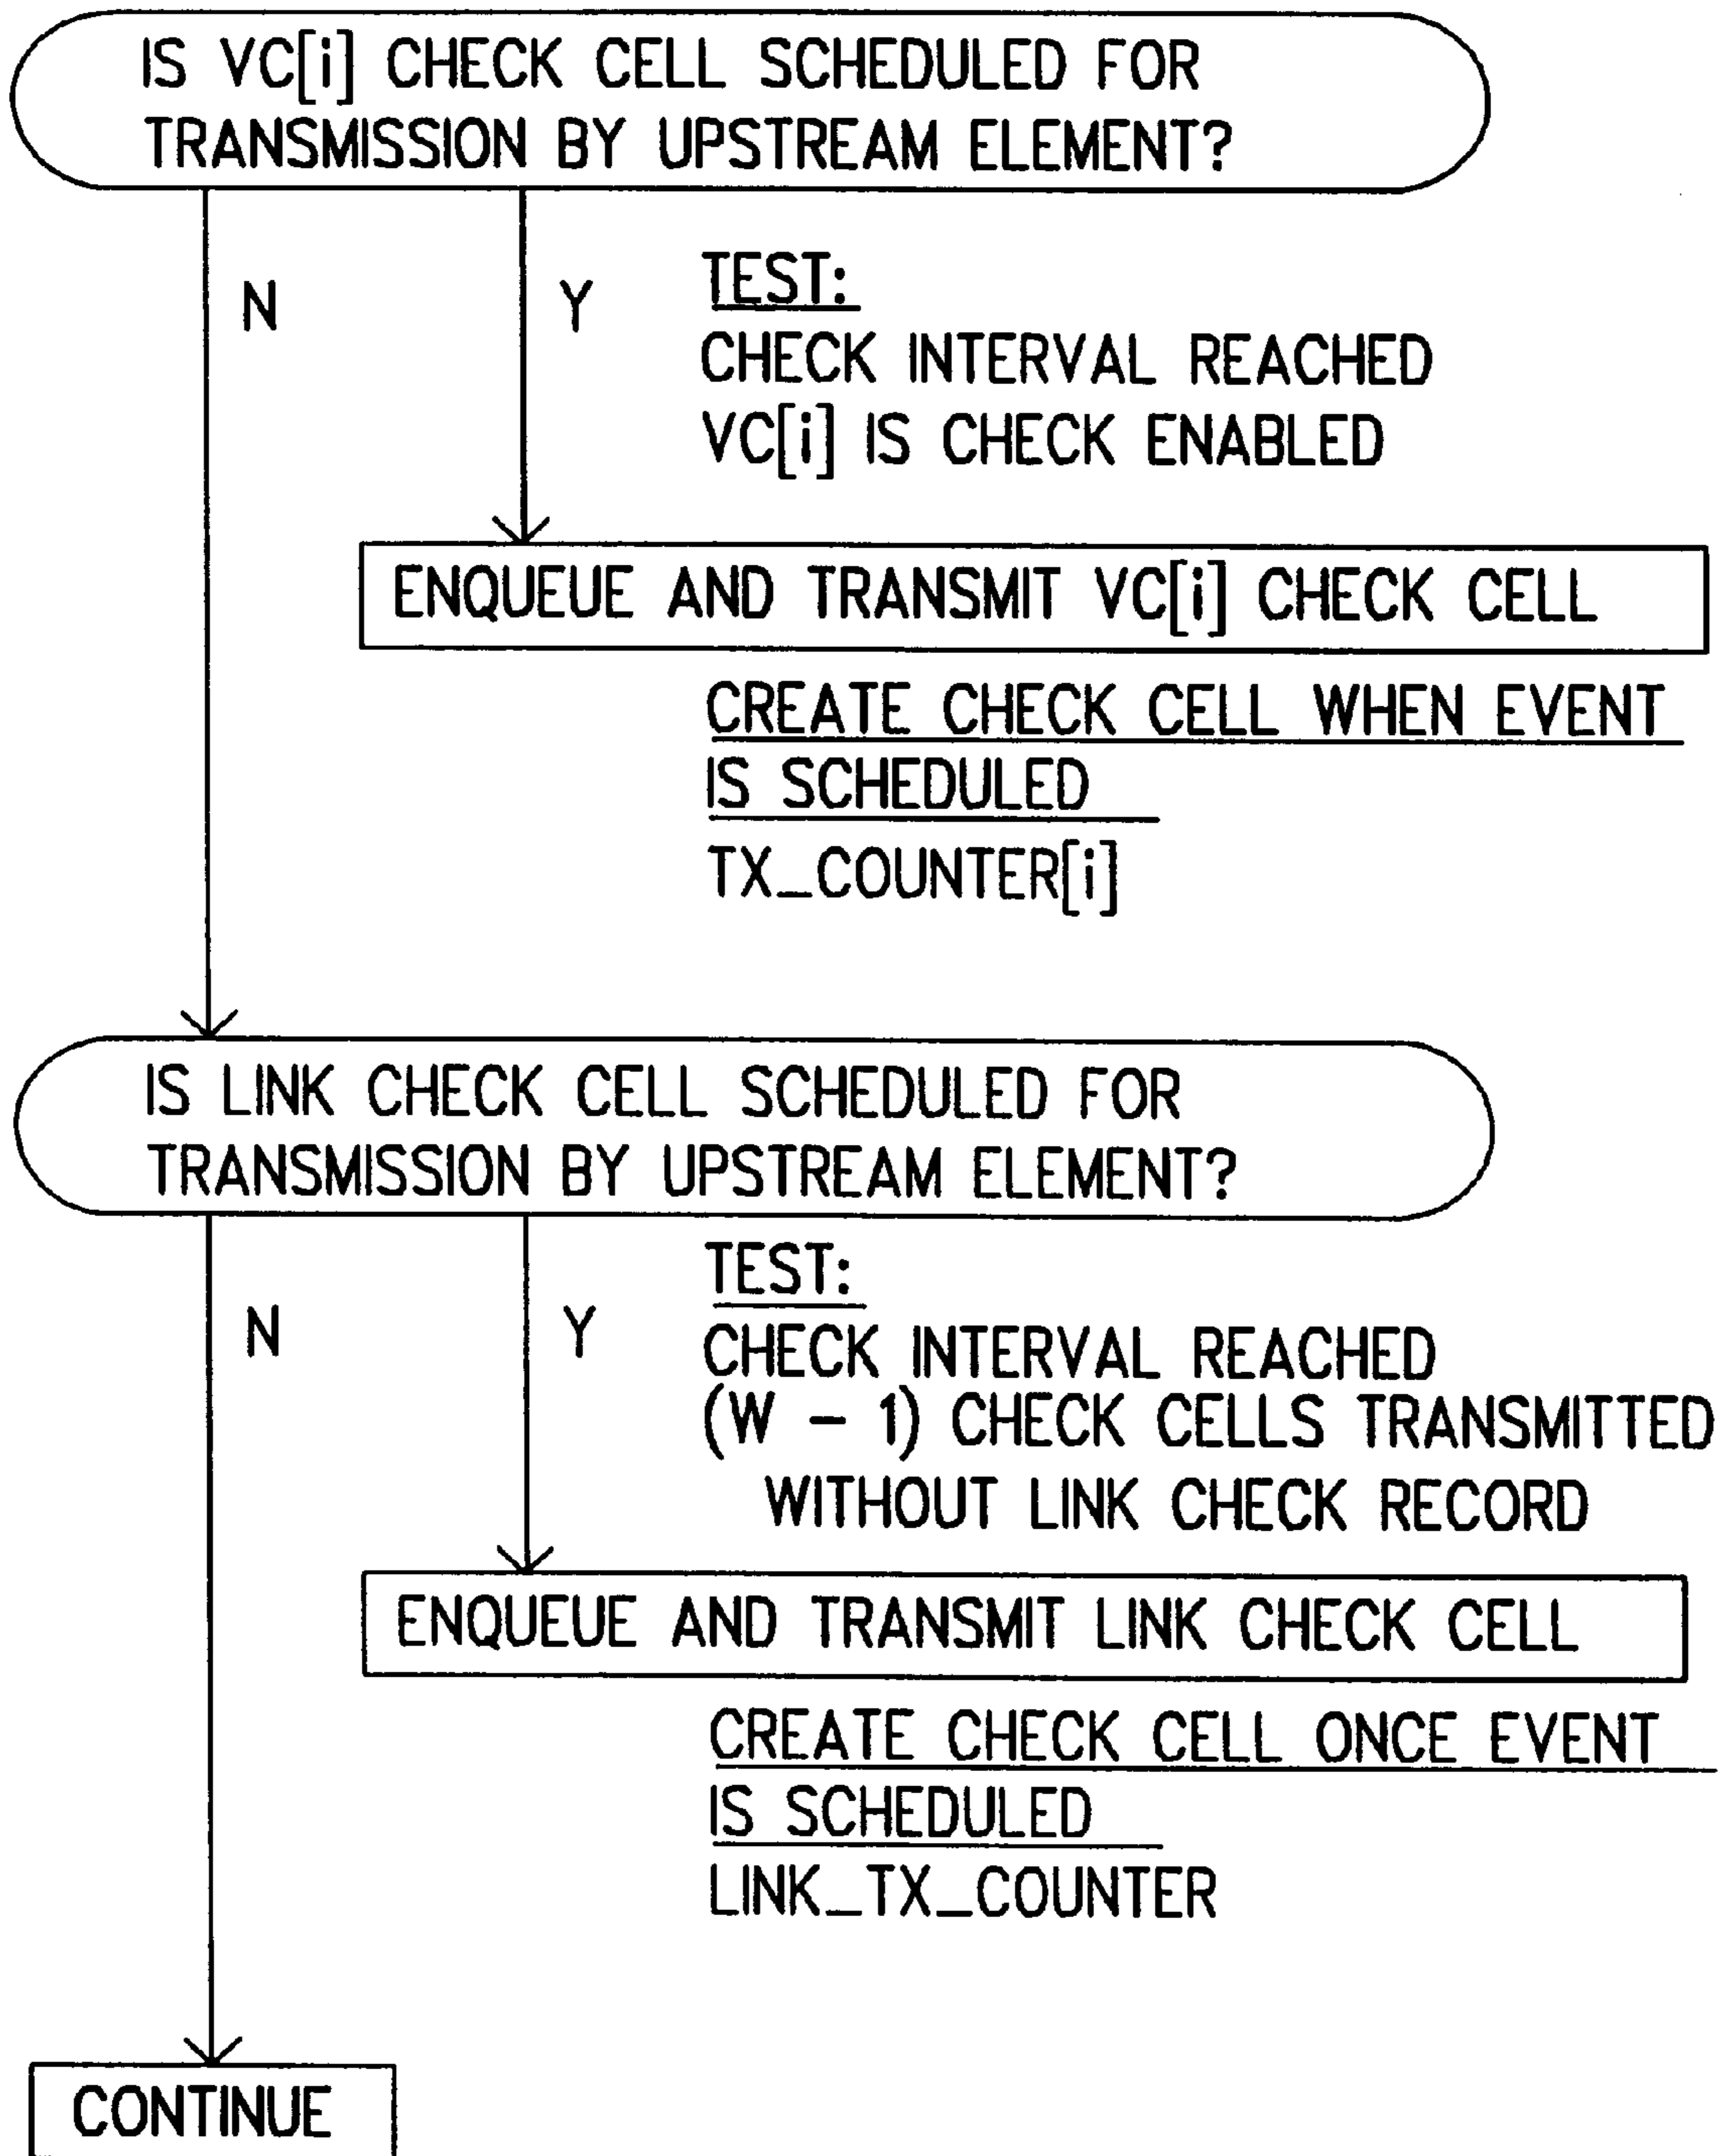 IS VC[i] CHECK CELL SCHEDULED FOR
TRANSMISSION BY UPSTREAM ELEMENT?
N
Y
TEST:
CHECK INTERVAL REACHED
VC[i] IS CHECK ENABLED
ENQUEUE AND TRANSMIT VC[i] CHECK CELL
CREATE CHECK CELL WHEN EVENT
IS SCHEDULED
TX_COUNTER[i]
IS LINK CHECK CELL SCHEDULED FOR
TRANSMISSION BY UPSTREAM ELEMENT?
N
Y
TEST:
CHECK INTERVAL REACHED
(W – 1) CHECK CELLS TRANSMITTED
WITHOUT LINK CHECK RECORD
ENQUEUE AND TRANSMIT LINK CHECK CELL
CREATE CHECK CELL ONCE EVENT
IS SCHEDULED
LINK_TX_COUNTER
CONTINUE